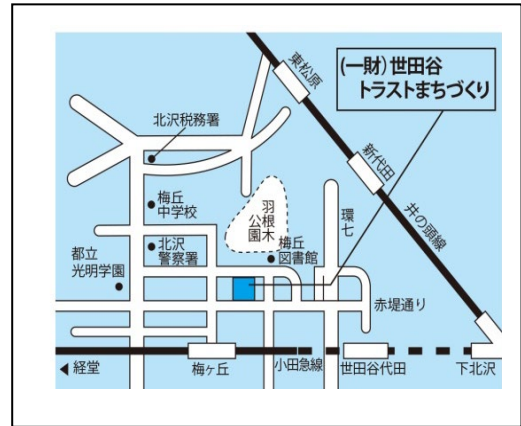 (一財)世田谷
トラストまちづくり
東松原
新代田
井の頭線
北沢税務署
梅丘
中学校
羽根木
公園
環七
北沢
警察署
梅丘
図書館
都立
光明学園
赤堤通り
経堂
梅ヶ丘
小田急線
世田谷代田
下北沢